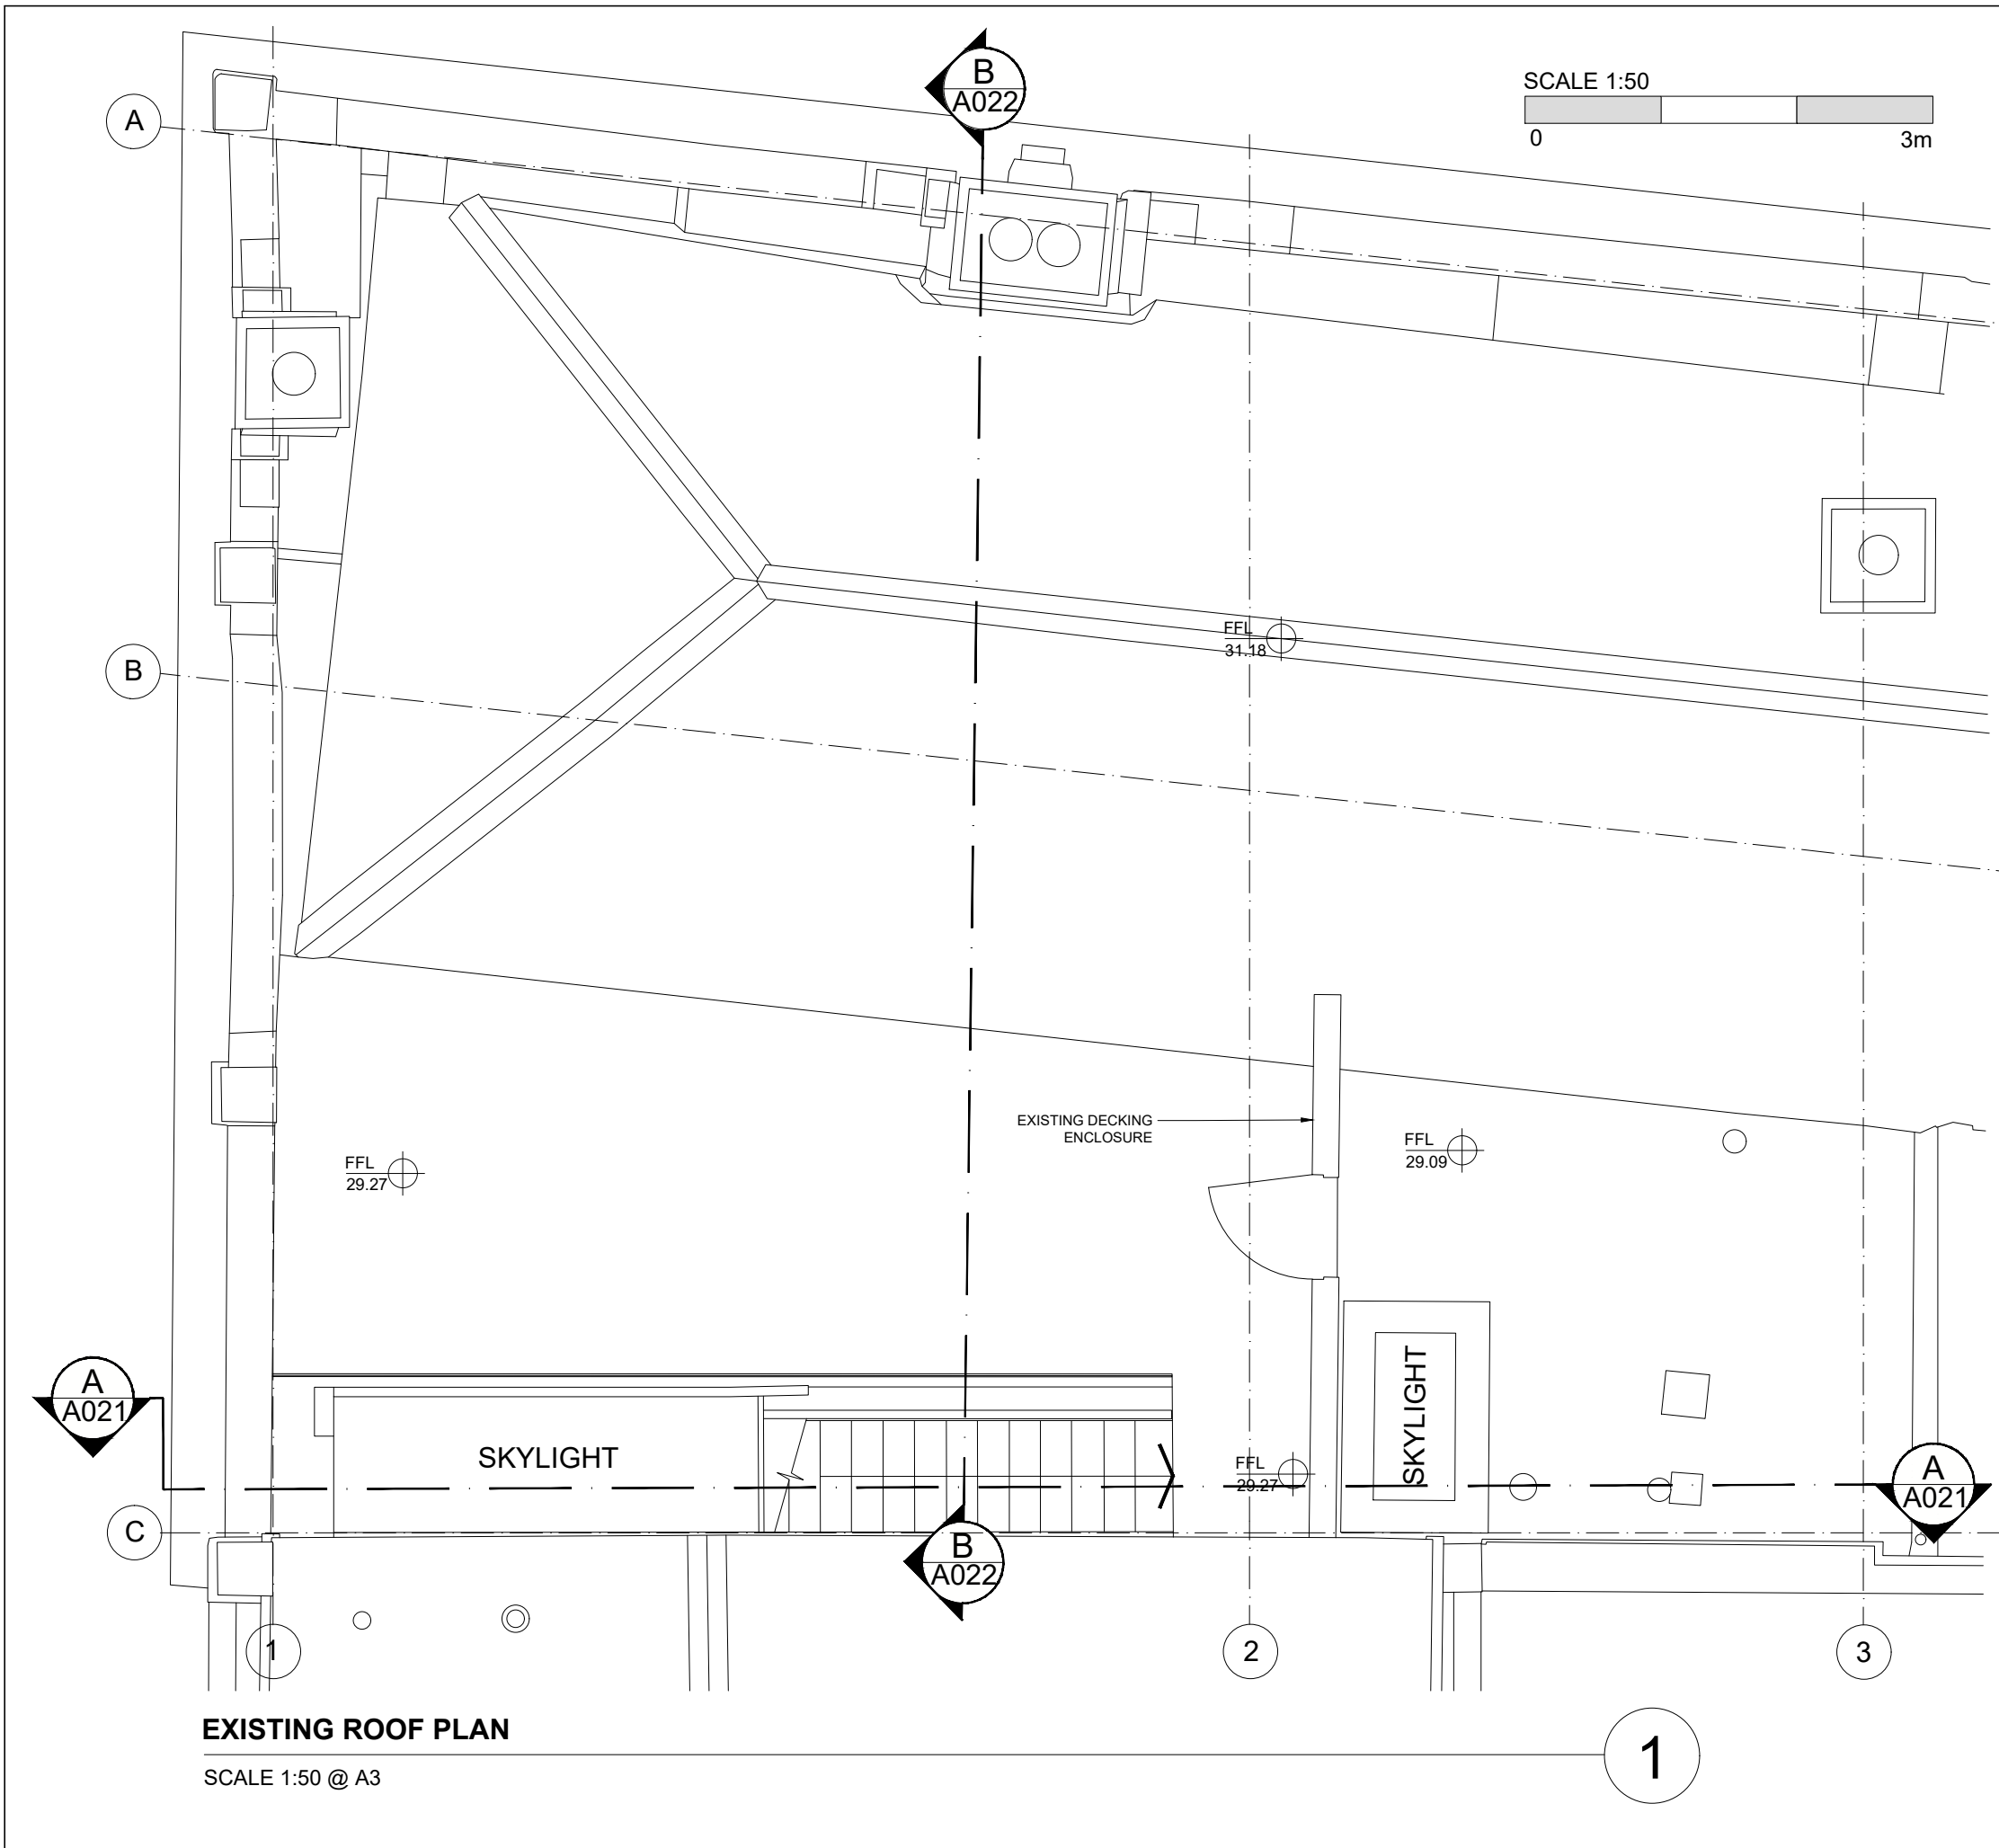 B
A022
SCALE 1:50
0
3m
A
B
FFL
31.18
EXISTING DECKING
ENCLOSURE
FFL
29.09
FFL
29.27
SKYLIGHT
A
A021
SKYLIGHT
FFL
29.27
A
A021
C
B
A022
1
2
3
EXISTING ROOF PLAN
SCALE 1:50 @ A3
1